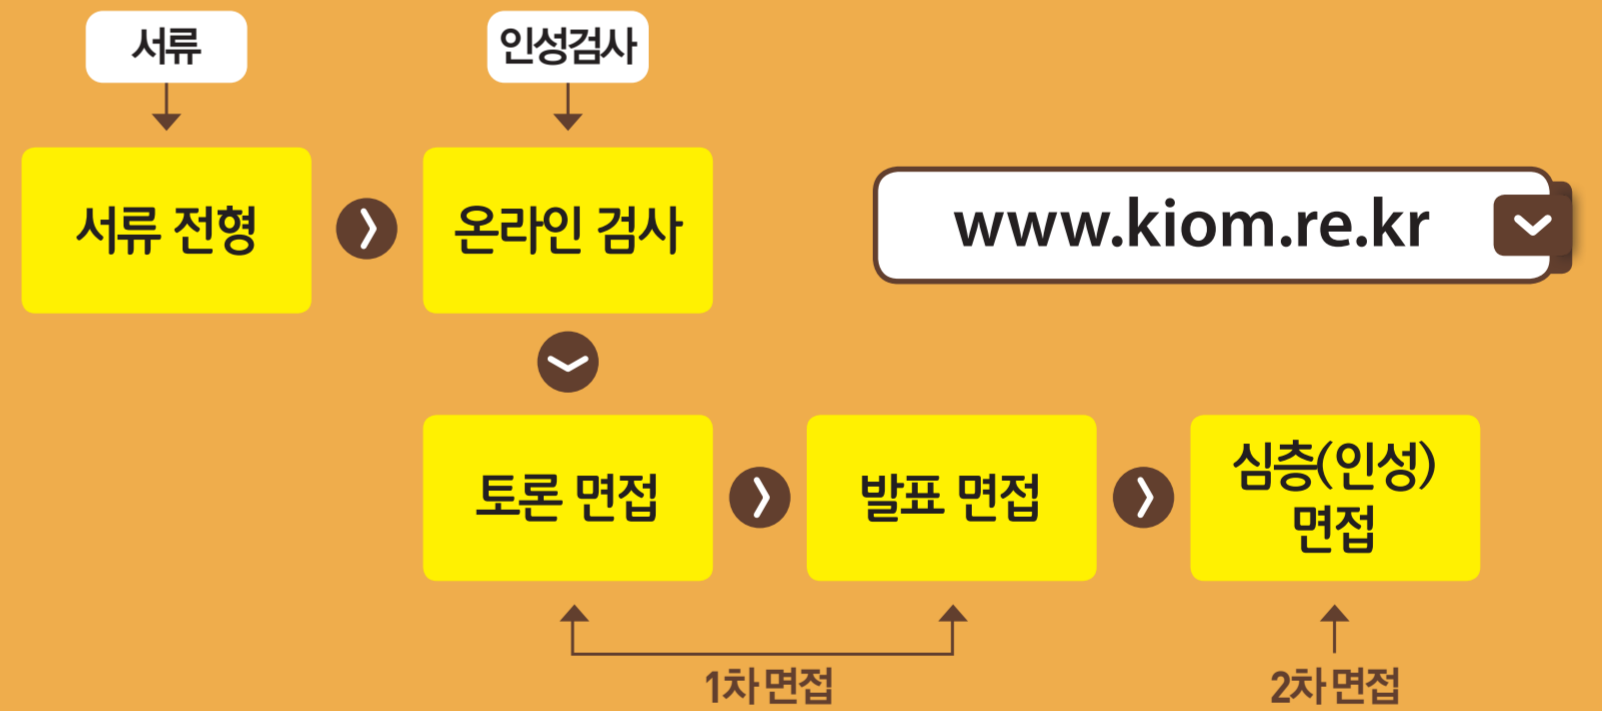 서류
인성검사
서류 전형
온라인 검사
www.kiom.re.kr
토론 면접
발표 면접
심층(인성)
면접
1차 면접
2차 면접